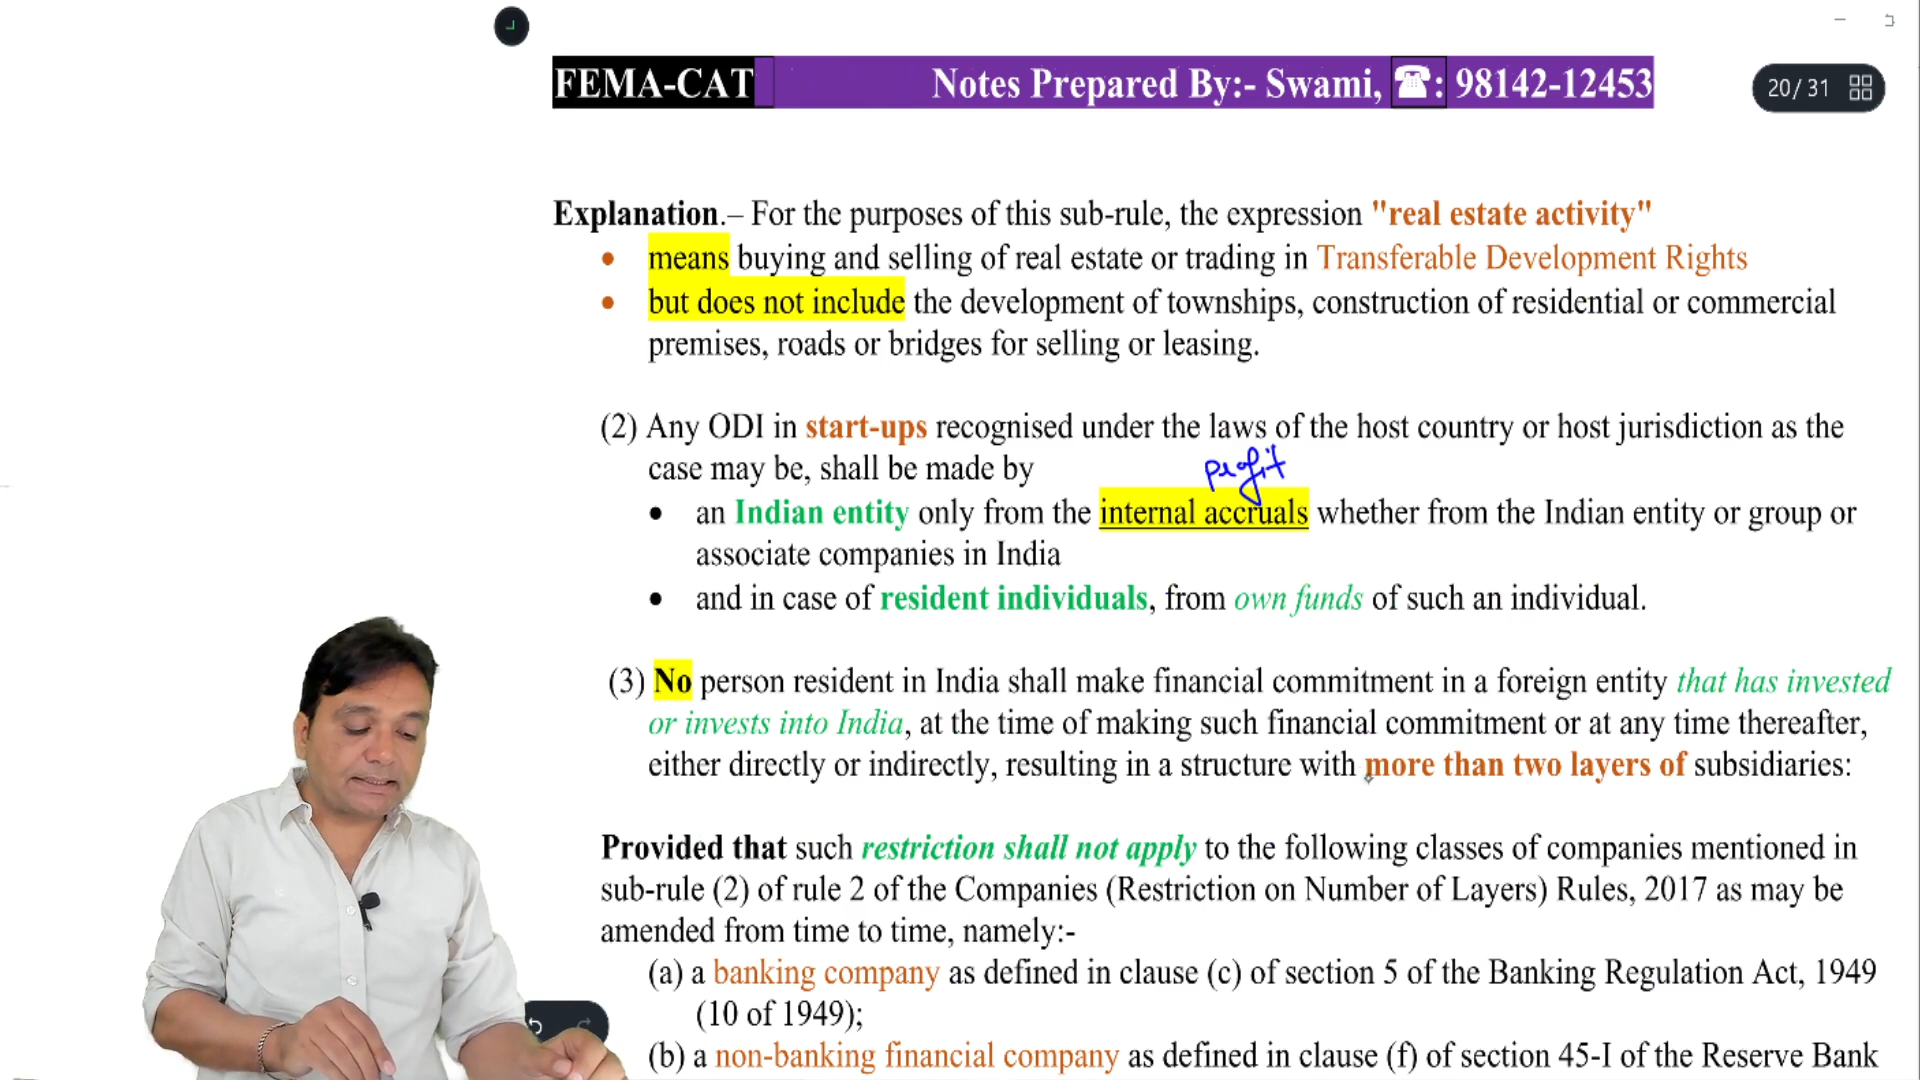 FEMA-CAT Notes Prepared By:- Swami, ☎: 98142-12453
20/ 31
Explanation.– For the purposes of this sub-rule, the expression "real estate activity"
• means buying and selling of real estate or trading in Transferable Development Rights
• but does not include the development of townships, construction of residential or commercial
premises, roads or bridges for selling or leasing.
(2) Any ODI in start-ups recognised under the laws of the host country or host jurisdiction as the
case may be, shall be made by
profit
• an Indian entity only from the internal accruals whether from the Indian entity or group or
associate companies in India
• and in case of resident individuals, from own funds of such an individual.
(3) No person resident in India shall make financial commitment in a foreign entity that has invested
or invests into India, at the time of making such financial commitment or at any time thereafter,
either directly or indirectly, resulting in a structure with more than two layers of subsidiaries:
Provided that such restriction shall not apply to the following classes of companies mentioned in
sub-rule (2) of rule 2 of the Companies (Restriction on Number of Layers) Rules, 2017 as may be
amended from time to time, namely:-
(a) a banking company as defined in clause (c) of section 5 of the Banking Regulation Act, 1949
(10 of 1949);
(b) a non-banking financial company as defined in clause (f) of section 45-I of the Reserve Bank